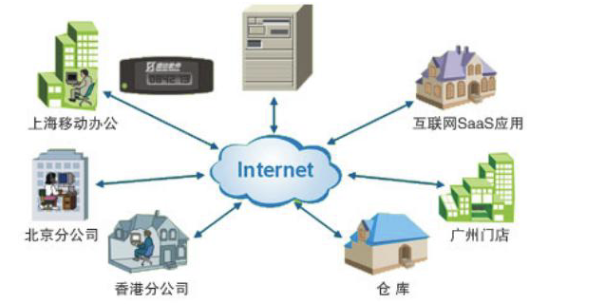 上海移动办公
互联网SaaS应用
Internet
北京分公司
广州门店
香港分公司
仓 库